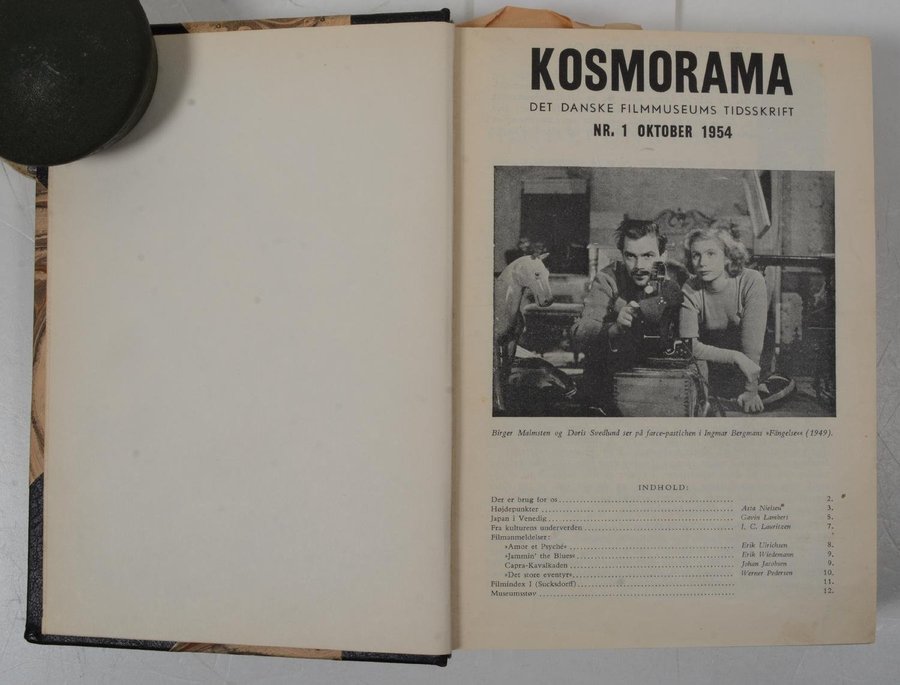 KOSMORAMA
DET DANSKE FILMMUSEUMS TIDSSKRIFT
NR. 1 OKTOBER 1954
Birger Malmsten og Doris Svedlund ser på farce-pastichen i Ingmar Bergmans »Fängelse« (1949).
INDHOLD:
Der er brug for os 2.
Højdepunkter Asta Nielsen 3.
Japan i Venedig Gavin Lambert 5.
Fra kulturens underverden I. C. Lauritzen 7.
Filmanmeldelser:
»Amor et Psyché« Erik Ulrichsen 8.
»Jammin' the Blues« Erik Wiedemann 9.
Capra-Kavalkaden Johan Jacobsen 9.
»Det store eventyr« Werner Pedersen 10.
Filmindex I (Sucksdorff) 11.
Museumsstøv 12.